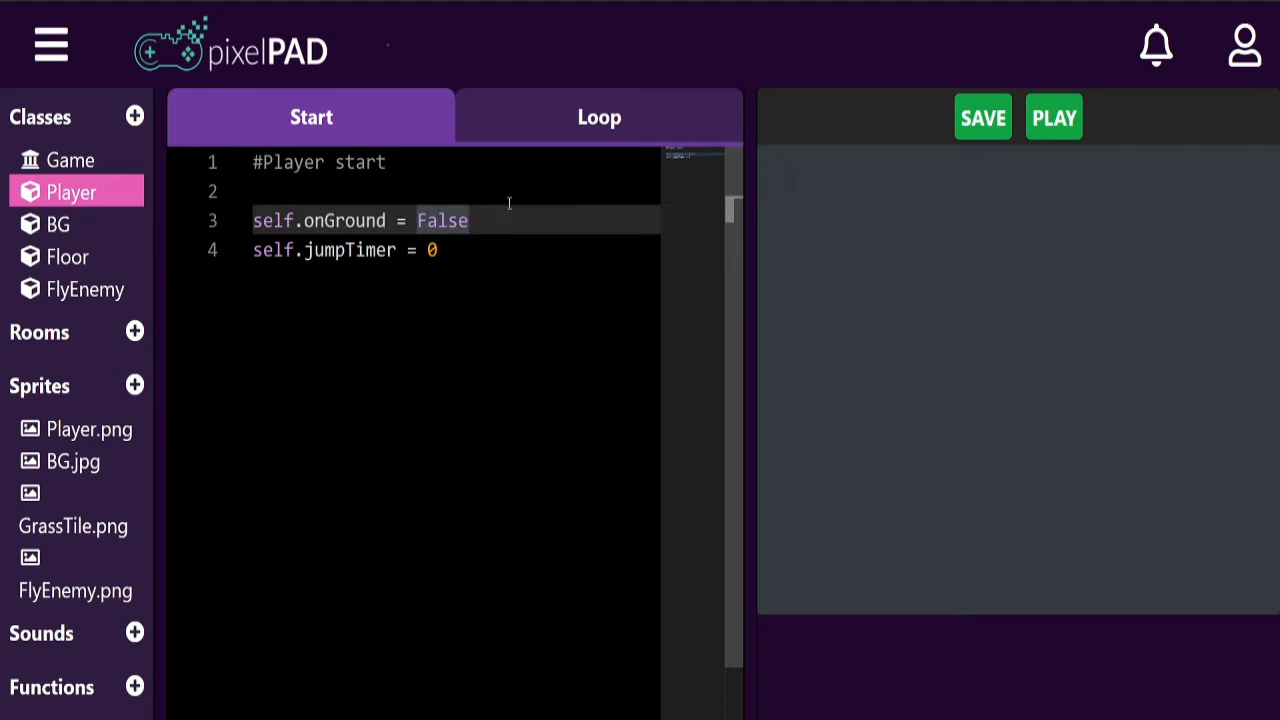 pixelPAD
Classes
Game
Player
BG
Floor
FlyEnemy
Rooms
Sprites
Player.png
BG.jpg
GrassTile.png
FlyEnemy.png
Sounds
Functions
Start
Loop
1 #Player start
2
3 self.onGround = False
4 self.jumpTimer = 0
SAVE
PLAY